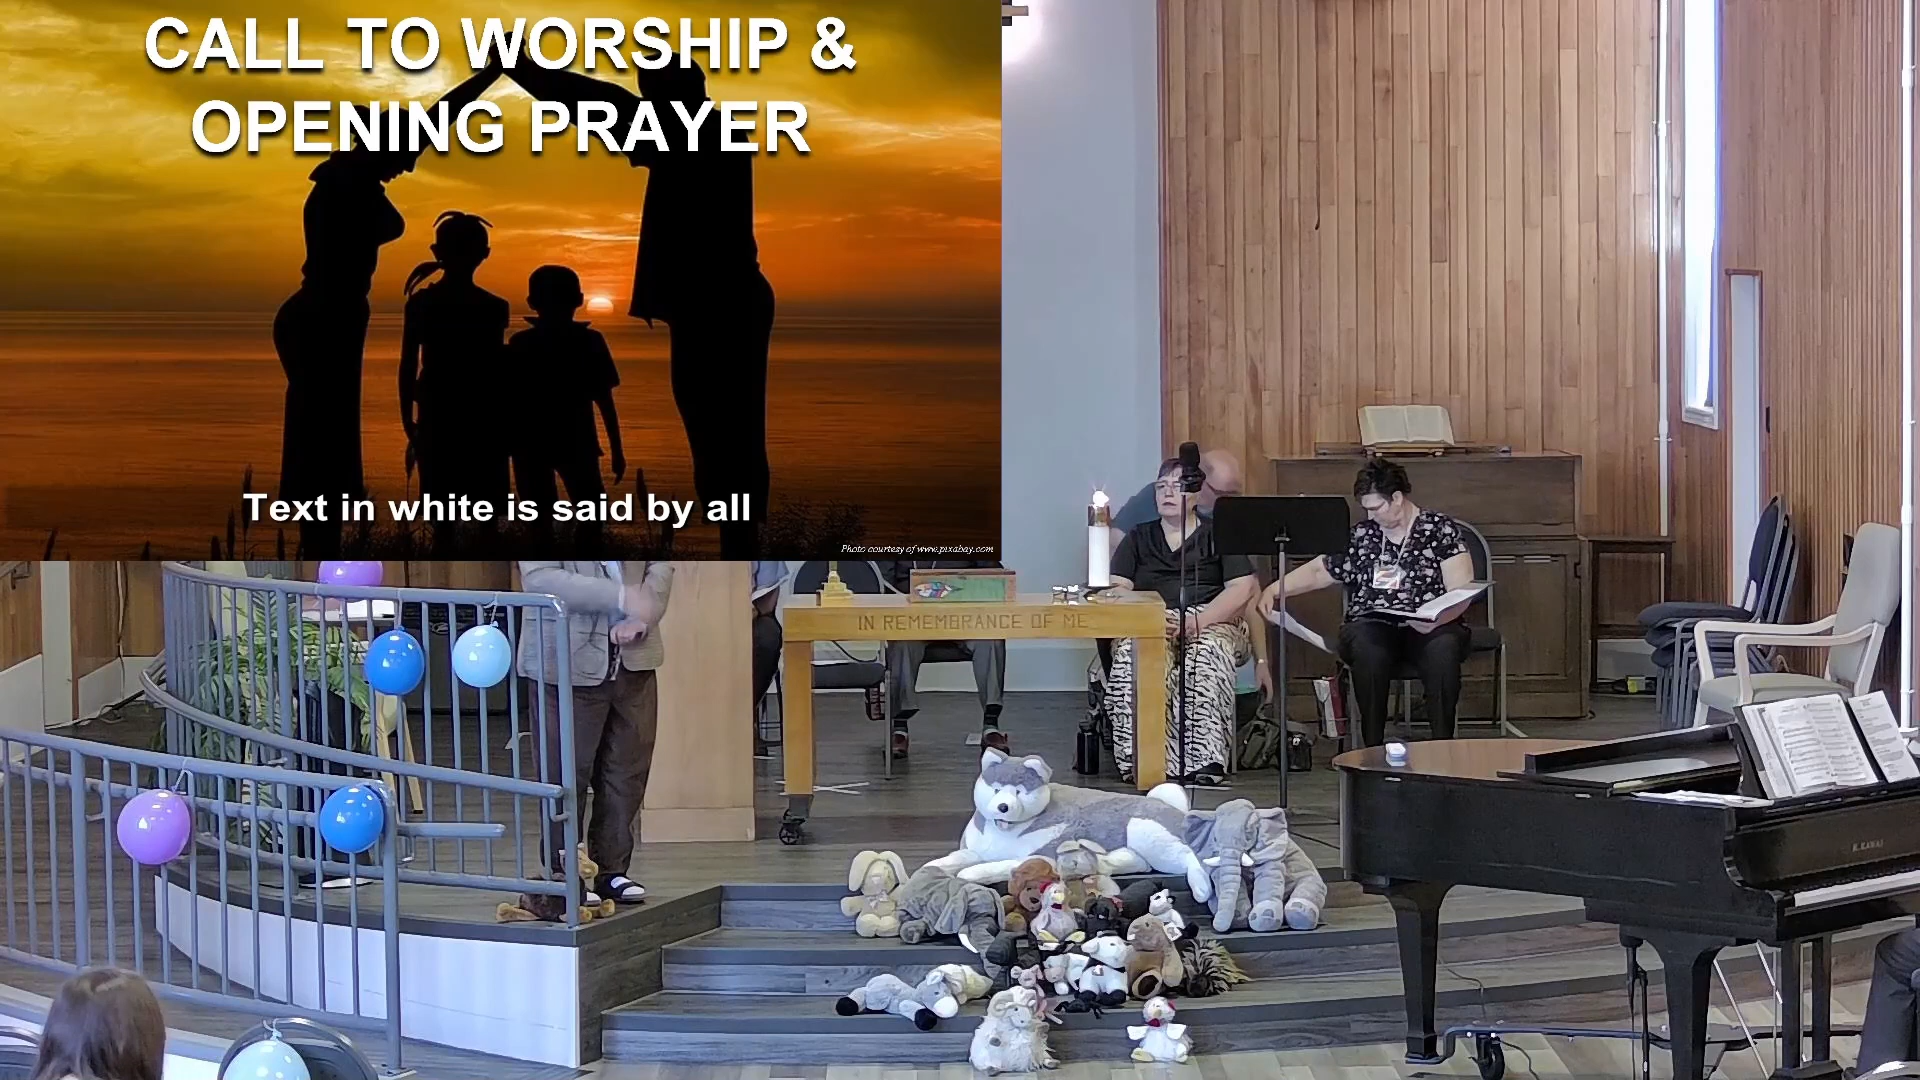 CALL TO WORSHIP &
OPENING PRAYER
Text in white is said by all
Photo courtesy of www.pixabay.com
IN REMEMBRANCE OF ME
K.KAWAI